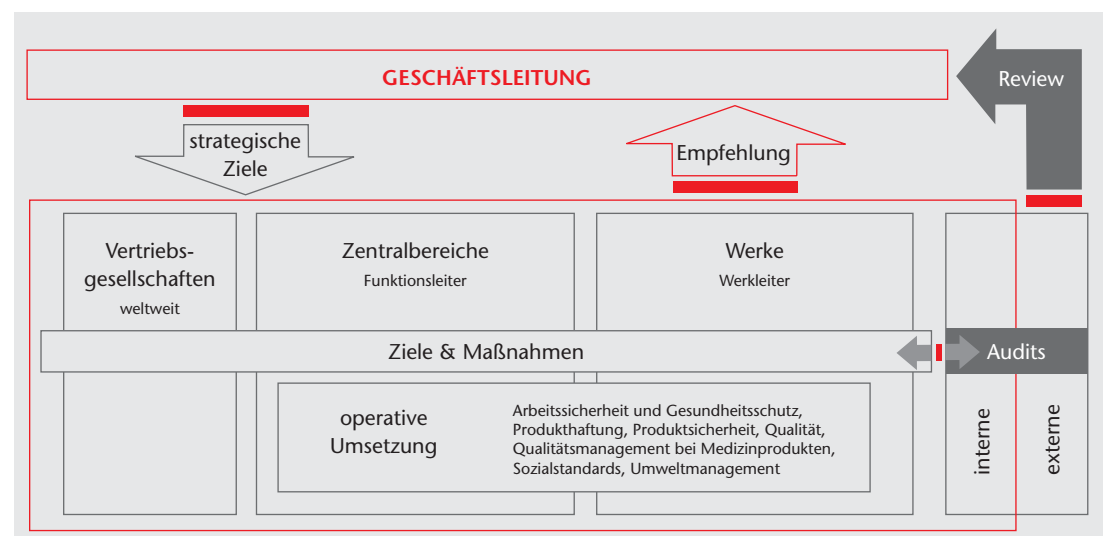 GESCHÄFTSLEITUNG
Review
strategische
Ziele
Empfehlung
Vertriebs-
gesellschaften
weltweit
Zentralbereiche
Funktionsleiter
Werke
Werkleiter
Ziele & Maßnahmen
Audits
operative
Umsetzung
Arbeitssicherheit und Gesundheitsschutz,
Produkthaftung, Produktsicherheit, Qualität,
Qualitätsmanagement bei Medizinprodukten,
Sozialstandards, Umweltmanagement
interne
externe